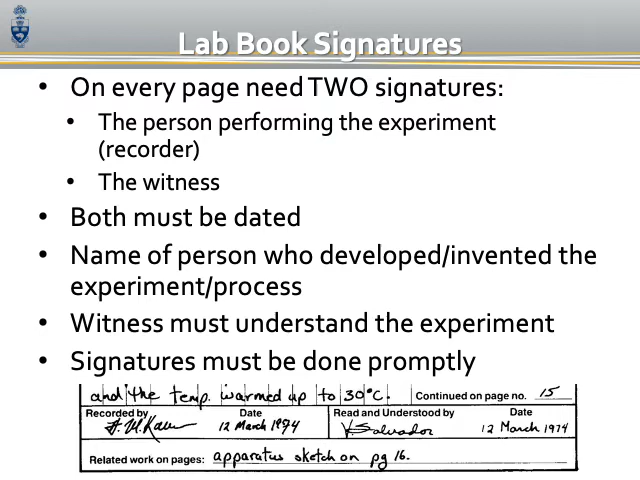 Lab Book Signatures
• On every page need TWO signatures:
• The person performing the experiment
(recorder)
• The witness
• Both must be dated
• Name of person who developed/invented the
experiment/process
• Witness must understand the experiment
• Signatures must be done promptly
and the temp. warmed up to 30°C. Continued on page no. 15
Recorded by Date Read and Understood by Date
12 March 1974 V. Salvador 12 March 1974
Related work on pages: apparatus sketch on pg 16.